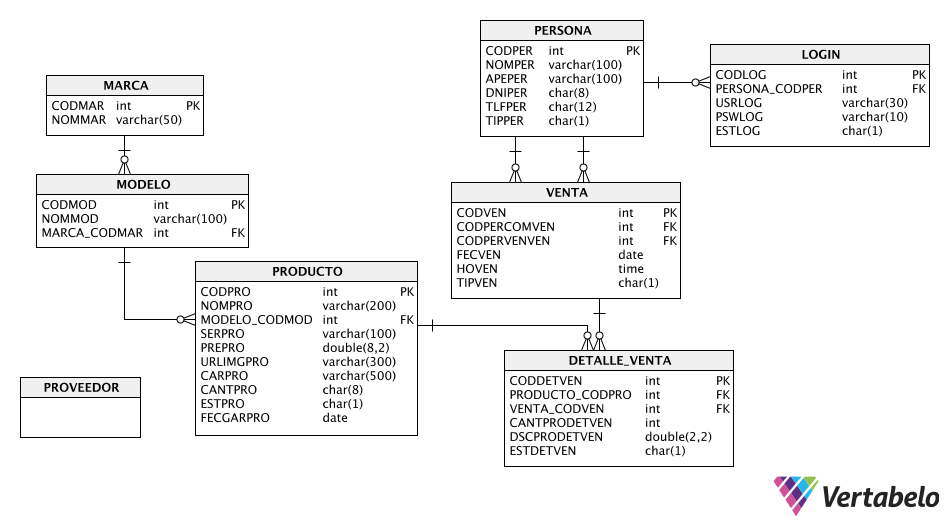 PERSONA
CODPER int PK
NOMPER varchar(100)
APEPER varchar(100)
DNIPER char(8)
TLFPER char(12)
TIPPER char(1)
LOGIN
CODLOG int PK
PERSONA_CODPER int FK
USRLOG varchar(30)
PSWLOG varchar(10)
ESTLOG char(1)
MARCA
CODMAR int PK
NOMMAR varchar(50)
MODELO
CODMOD int PK
NOMMOD varchar(100)
MARCA_CODMAR int FK
VENTA
CODVEN int PK
CODPERCOMVEN int FK
CODPERVENVEN int FK
FECVEN date
HOVEN time
TIPVEN char(1)
PRODUCTO
CODPRO int PK
NOMPRO varchar(200)
MODELO_CODMOD int FK
SERPRO varchar(100)
PREPRO double(8,2)
URLIMGPRO varchar(300)
CARPRO varchar(500)
CANTPRO char(8)
ESTPRO char(1)
FECGARPRO date
PROVEEDOR
DETALLE_VENTA
CODDETVEN int PK
PRODUCTO_CODPRO int FK
VENTA_CODVEN int FK
CANTPRODETVEN int
DSCPRODETVEN double(2,2)
ESTDETVEN char(1)
Vertabelo